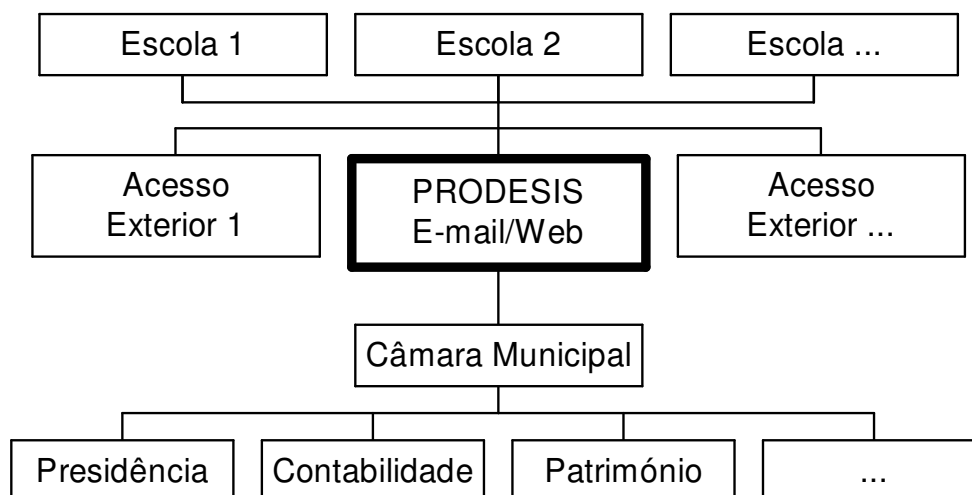 Escola 1
Escola 2
Escola ...
Acesso
Exterior 1
PRODESIS
E-mail/Web
Acesso
Exterior ...
Câmara Municipal
Presidência
Contabilidade
Património
...